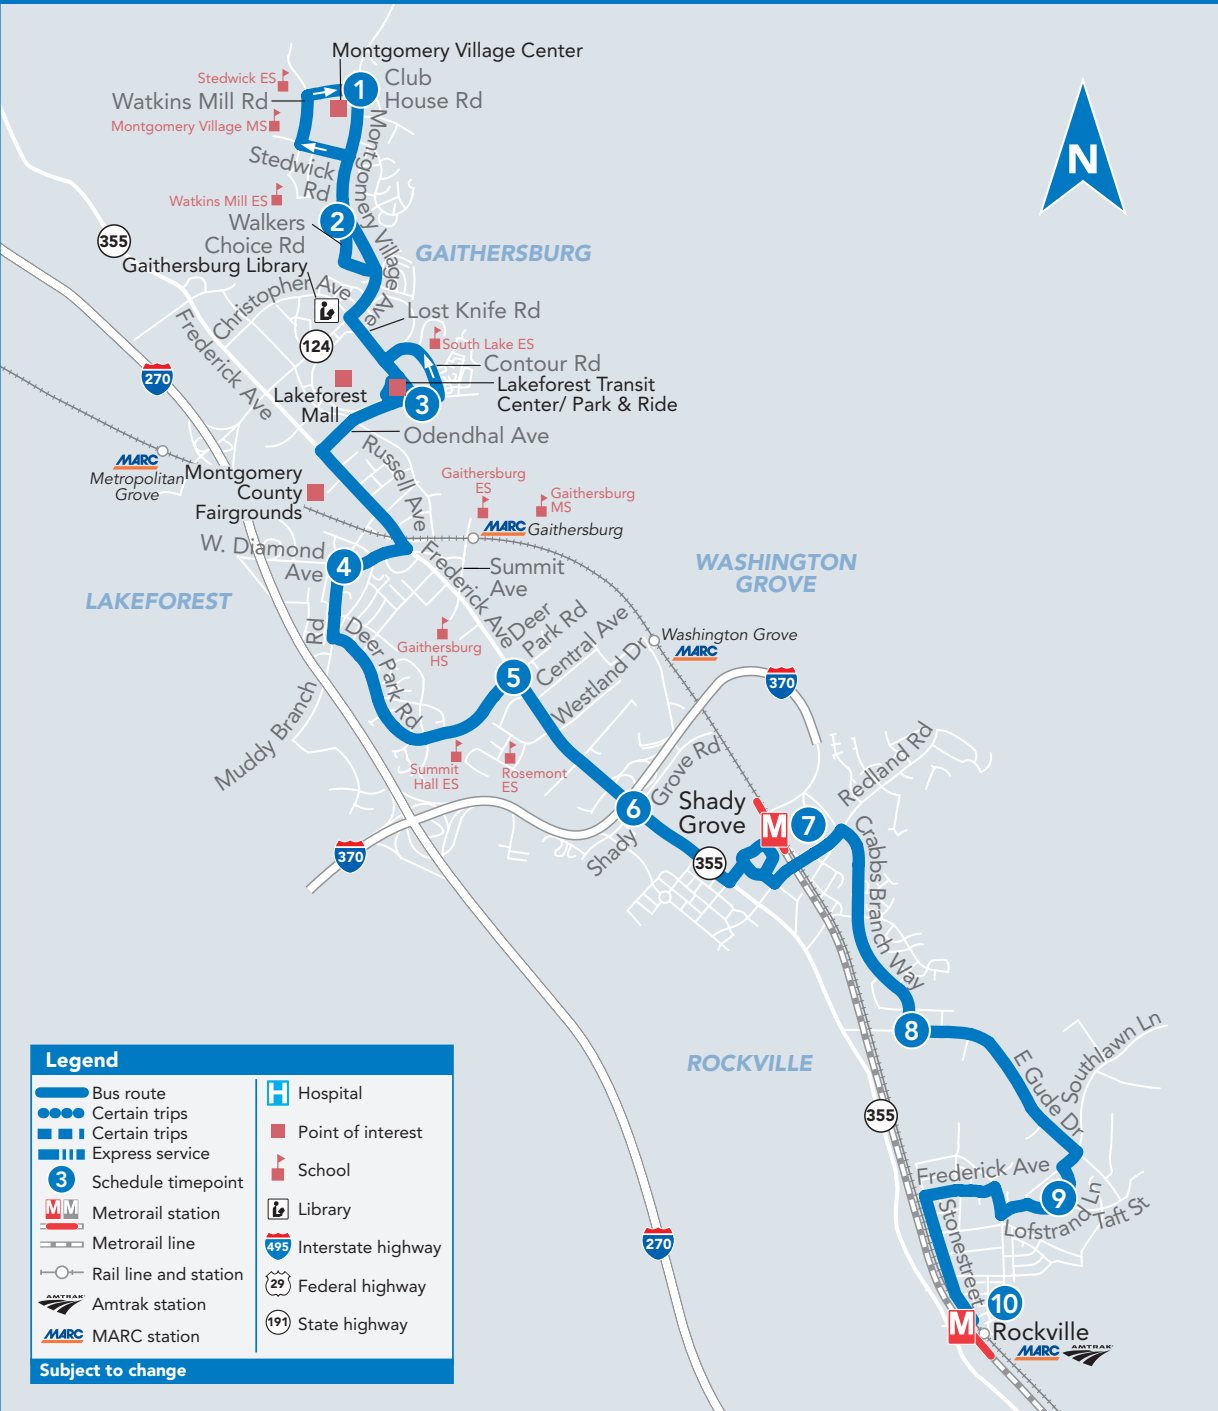 Montgomery Village Center
Stedwick ES
1
Club
House Rd
Watkins Mill Rd
Montgomery Village MS
Montgomery Village Ave
Stedwick
Rd
Watkins Mill ES
2
Walkers
Choice Rd
355
GAITHERSBURG
Gaithersburg Library
Christopher Ave
Lost Knife Rd
Frederick Ave
124
South Lake ES
270
Contour Rd
Lakeforest
Mall
Lakeforest Transit
Center/ Park & Ride
3
Odendhal Ave
Russell Ave
MARC
Metropolitan
Grove
Montgomery
County
Fairgrounds
Gaithersburg
ES
Gaithersburg
MS
MARC Gaithersburg
W. Diamond
Ave
4
Frederick Ave
Summit
Ave
WASHINGTON
GROVE
LAKEFOREST
Muddy Branch
Rd
Deer Park Rd
Gaithersburg
HS
Deer
Park Rd
Central Ave
Westland Dr
Washington Grove
MARC
5
370
Summit
Hall ES
Rosemont
ES
Shady
Grove Rd
6
Shady
Grove
M
7
Redland Rd
370
355
Crabbs Branch Way
N
8
ROCKVILLE
E Gude Dr
Southlawn Ln
355
Frederick Ave
9
Lofstrand Ln
Taft St
Stonestreet
270
10
M
Rockville
MARC
AMTRAK
Legend
Bus route
Certain trips
Certain trips
Express service
3 Schedule timepoint
M M Metrorail station
Metrorail line
Rail line and station
AMTRAK Amtrak station
MARC MARC station
H Hospital
Point of interest
School
Library
495 Interstate highway
29 Federal highway
191 State highway
Subject to change